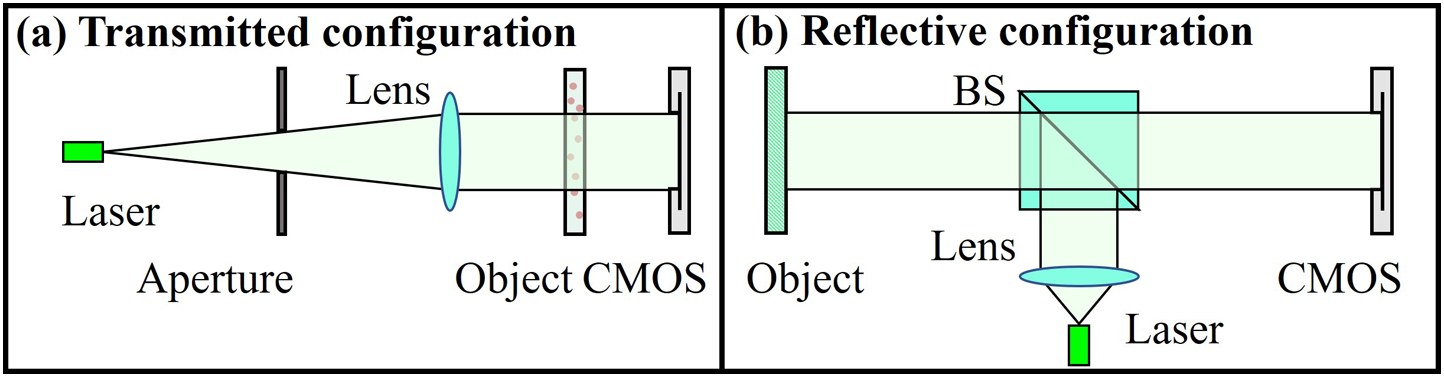 (a) Transmitted configuration
Lens
Laser
Aperture
Object
CMOS
(b) Reflective configuration
BS
Lens
Object
CMOS
Laser